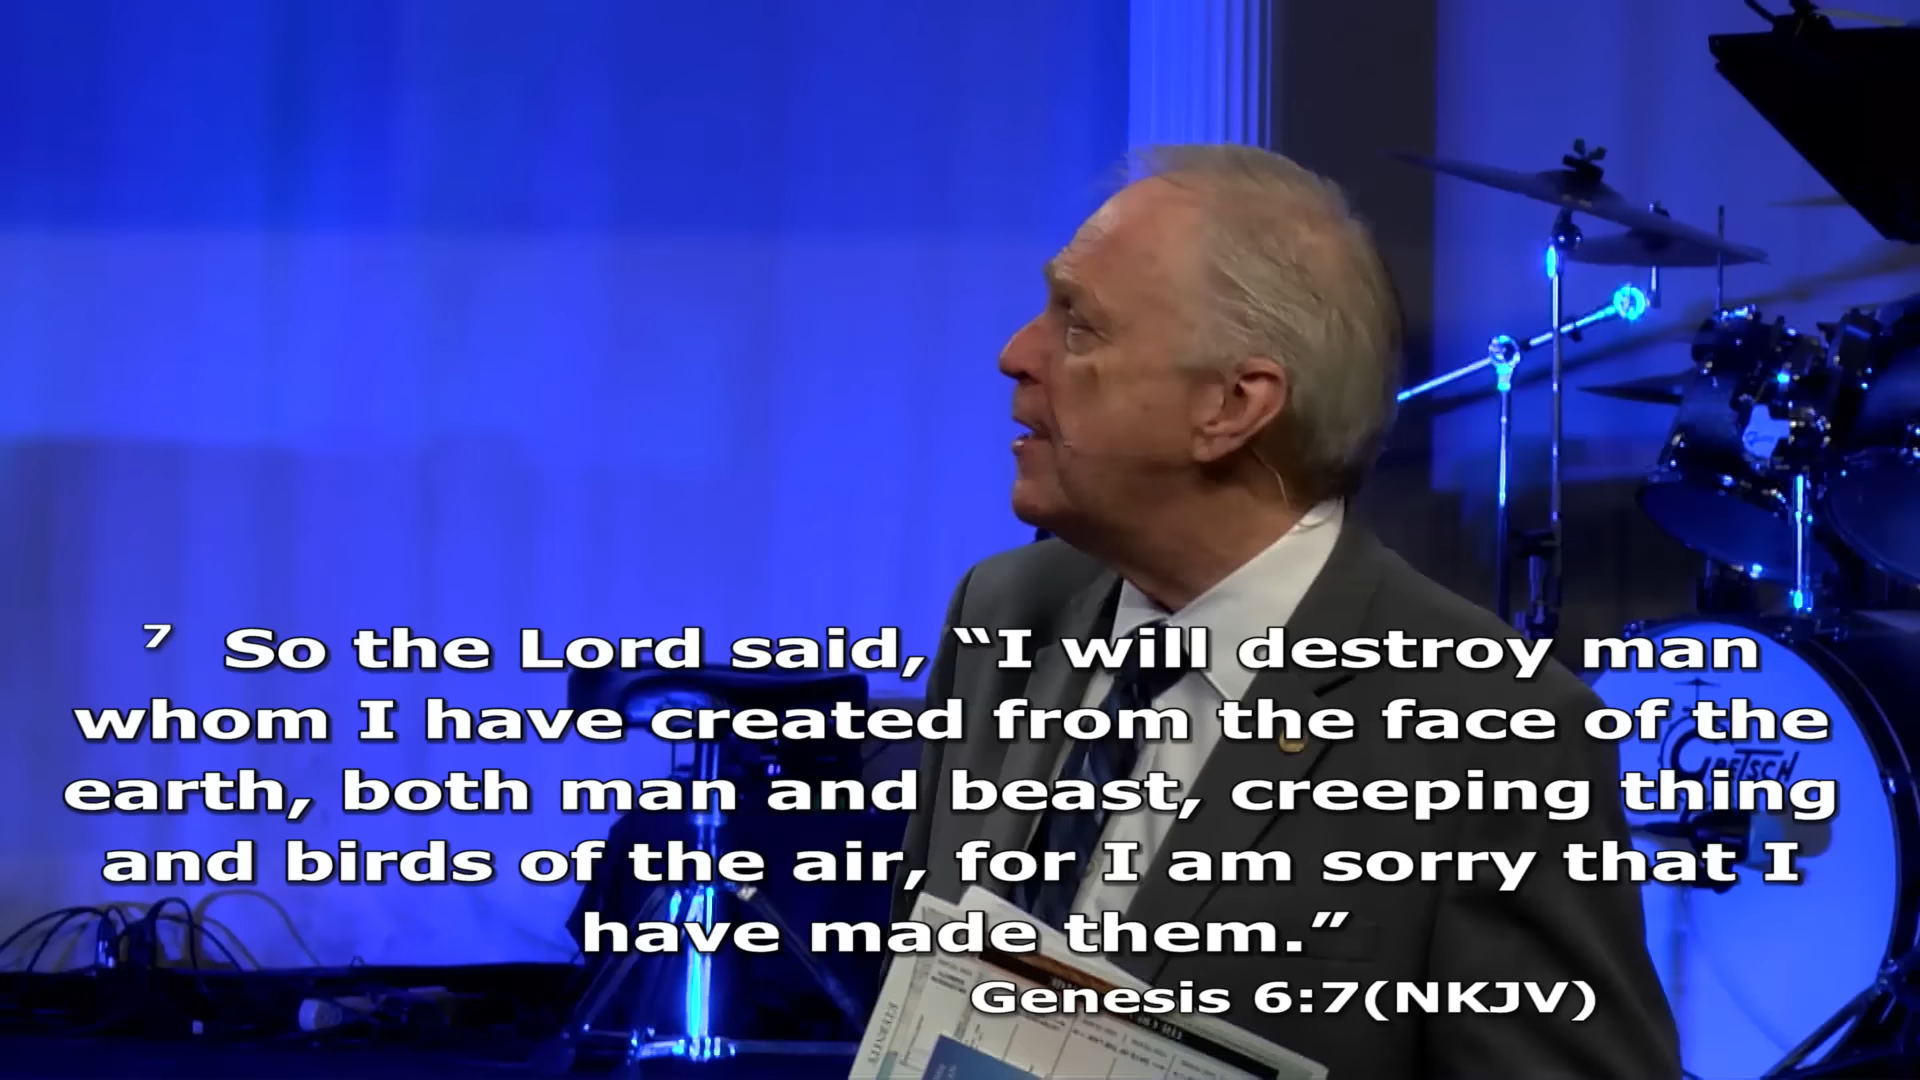 ⁷ So the Lord said, “I will destroy man
whom I have created from the face of the
earth, both man and beast, creeping thing
and birds of the air, for I am sorry that I
have made them.”
Genesis 6:7(NKJV)
GRETSCH